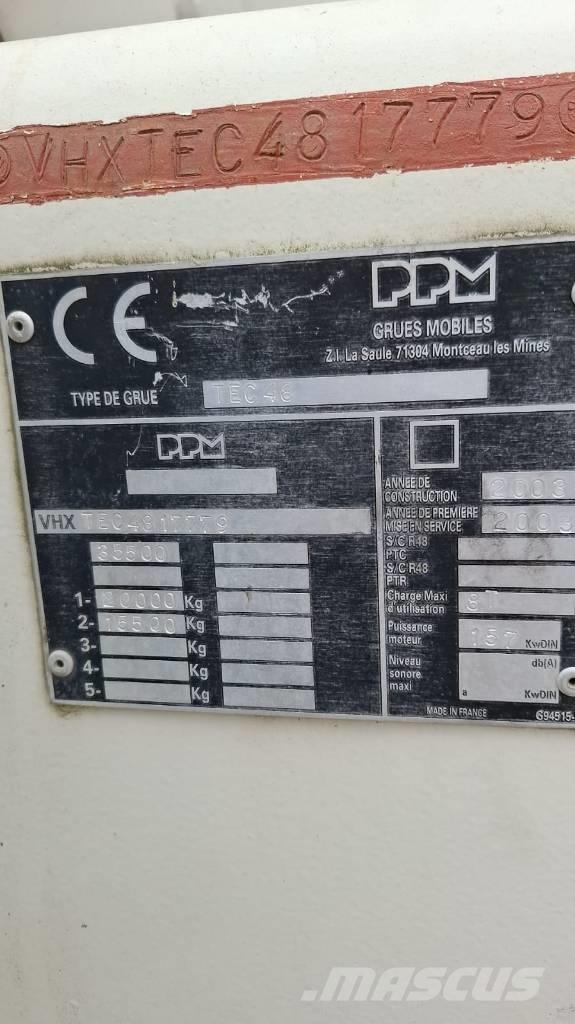 VHXTEC4817779
CE
PPM
GRUES MOBILES
Z.I. La Saule 71304 Montceau les Mines
TYPE DE GRUE TEC48
PPM
VHX TEC4817779
35500
1- 20000 Kg
2- 15500 Kg
3- Kg
4- Kg
5- Kg
ANNEE DE
CONSTRUCTION 2003
ANNEE DE PREMIERE
MISE EN SERVICE 2003
S/C R48
PTC
S/C R48
PTR
Charge Maxi
d'utilisation
Puissance
moteur 157 KwDIN
Niveau
sonore
maxi
db(A)
a KwDIN
MADE IN FRANCE G94515-
MASCUS